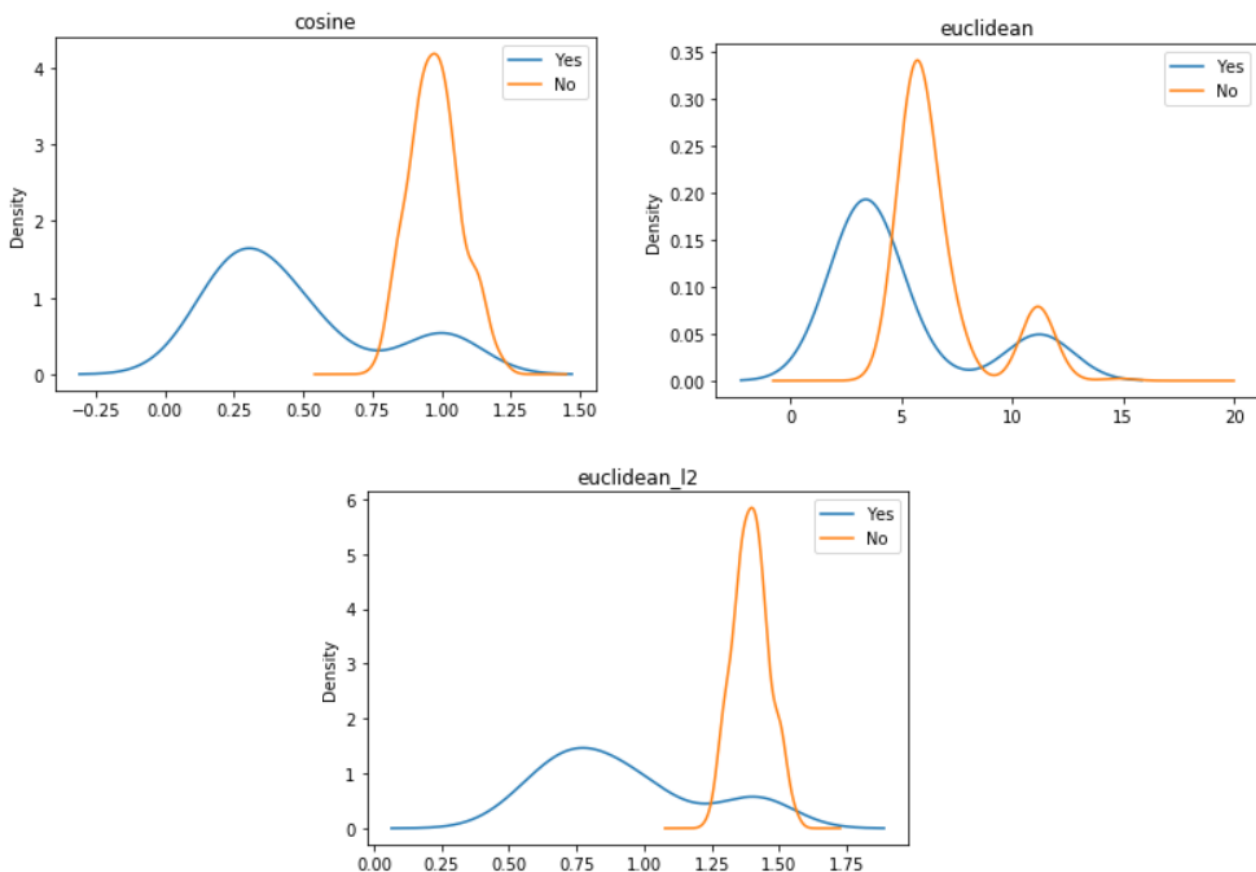 cosine
Yes
No
Density
4
3
2
1
0
−0.25 0.00 0.25 0.50 0.75 1.00 1.25 1.50
euclidean
Yes
No
Density
0.35
0.30
0.25
0.20
0.15
0.10
0.05
0.00
0 5 10 15 20
euclidean_l2
Yes
No
Density
6
5
4
3
2
1
0
0.00 0.25 0.50 0.75 1.00 1.25 1.50 1.75